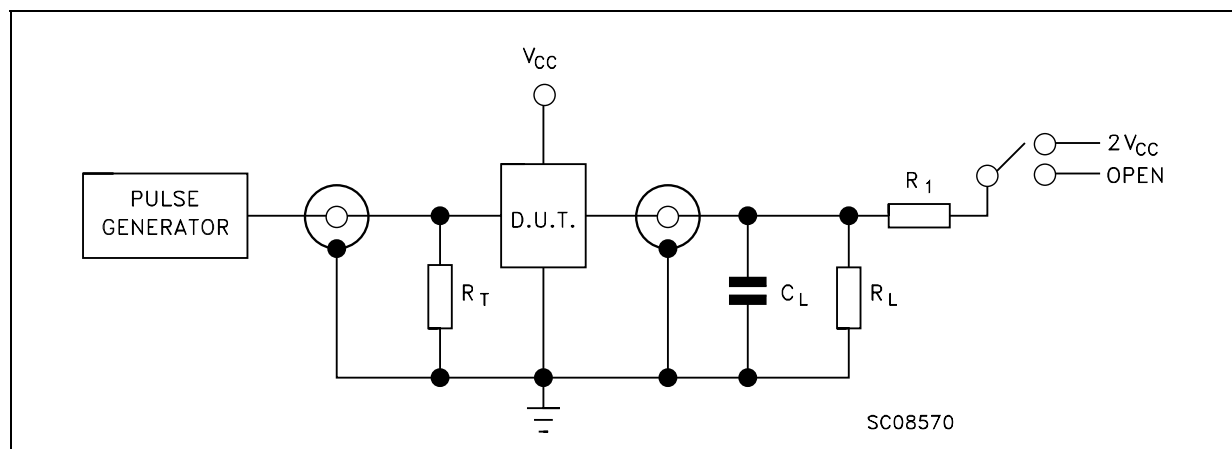 VCC
PULSE
GENERATOR
D.U.T.
RT
CL
RL
R1
2VCC
OPEN
SC08570